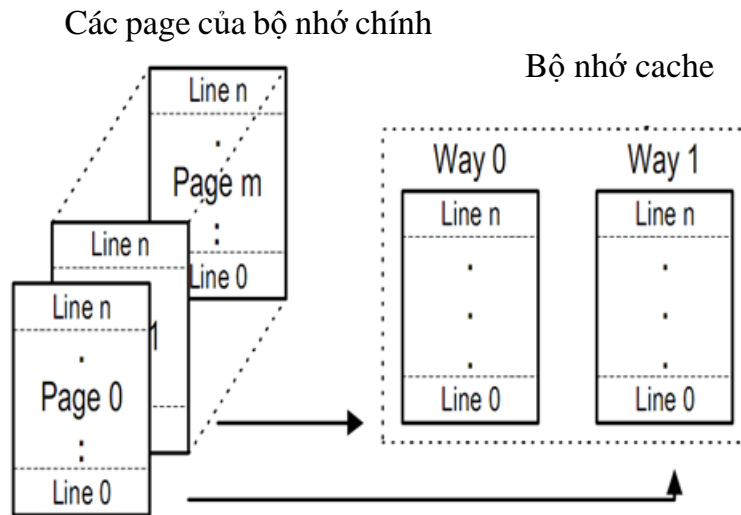 Các page của bộ nhớ chính
Bộ nhớ cache
Line n
Page m
Line 0
Line n
1
Line n
Page 0
Line 0
Way 0
Way 1
Line n
Line 0
Line n
Line 0